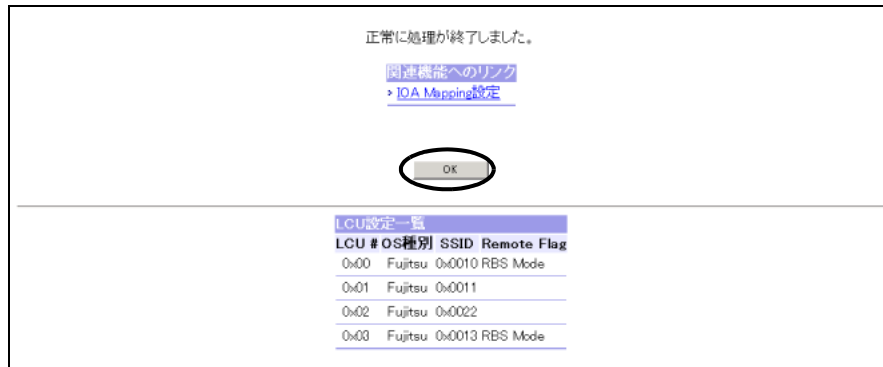 正常に処理が終了しました。
関連機能へのリンク
> IOA Mapping設定
OK
LCU設定一覧
LCU # OS種別 SSID Remote Flag
0x00 Fujitsu 0x0010 RBS Mode
0x01 Fujitsu 0x0011
0x02 Fujitsu 0x0022
0x03 Fujitsu 0x0013 RBS Mode